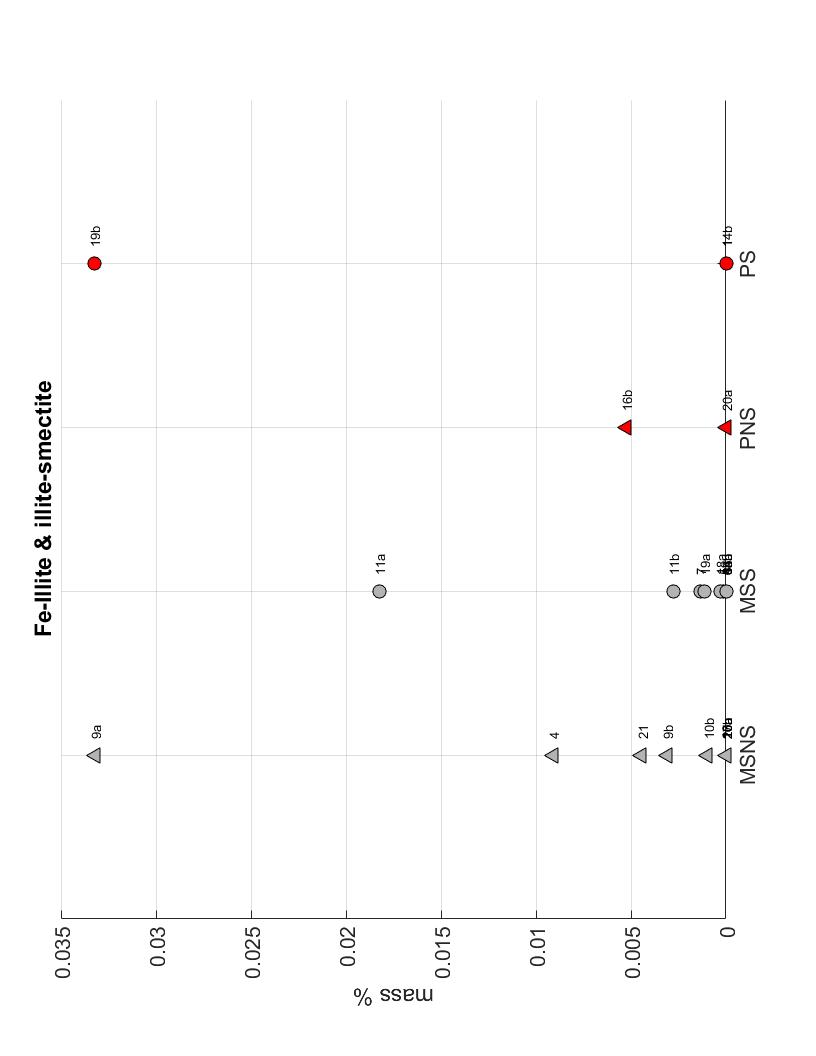 Fe-Illite & illite-smectite
0.035
0.03
0.025
0.02
0.015
0.01
0.005
0
mass %
9a
19b
11a
4
16b
21
9b
11b
7
19a
10b
18a
20a
14b
MSNS
MSS
PNS
PS